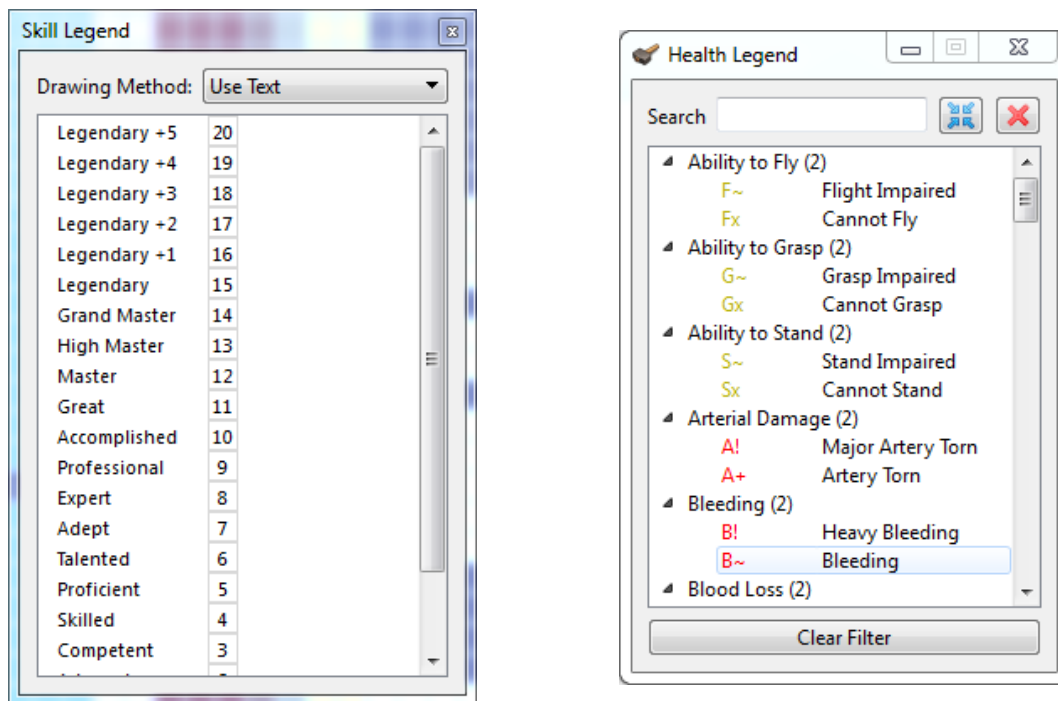 Skill Legend
Drawing Method: Use Text
Legendary +5 20
Legendary +4 19
Legendary +3 18
Legendary +2 17
Legendary +1 16
Legendary 15
Grand Master 14
High Master 13
Master 12
Great 11
Accomplished 10
Professional 9
Expert 8
Adept 7
Talented 6
Proficient 5
Skilled 4
Competent 3
Health Legend
Search
Ability to Fly (2)
F~ Flight Impaired
Fx Cannot Fly
Ability to Grasp (2)
G~ Grasp Impaired
Gx Cannot Grasp
Ability to Stand (2)
S~ Stand Impaired
Sx Cannot Stand
Arterial Damage (2)
A! Major Artery Torn
A+ Artery Torn
Bleeding (2)
B! Heavy Bleeding
B~ Bleeding
Blood Loss (2)
Clear Filter